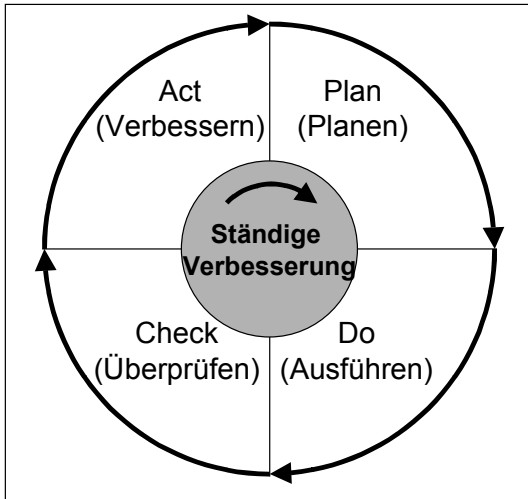 Act
(Verbessern)
Plan
(Planen)
Ständige
Verbesserung
Check
(Überprüfen)
Do
(Ausführen)